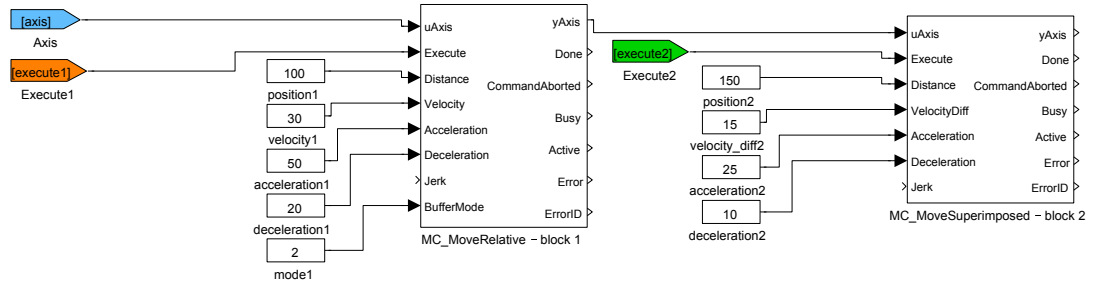 [axis]
Axis
[execute1]
Execute1
100
position1
30
velocity1
50
acceleration1
20
deceleration1
2
mode1
uAxis
Execute
Distance
Velocity
Acceleration
Deceleration
Jerk
BufferMode
yAxis
Done
CommandAborted
Busy
Active
Error
ErrorID
MC_MoveRelative − block 1
[execute2]
Execute2
150
position2
15
velocity_diff2
25
acceleration2
10
deceleration2
uAxis
Execute
Distance
VelocityDiff
Acceleration
Deceleration
Jerk
yAxis
Done
CommandAborted
Busy
Active
Error
ErrorID
MC_MoveSuperimposed − block 2